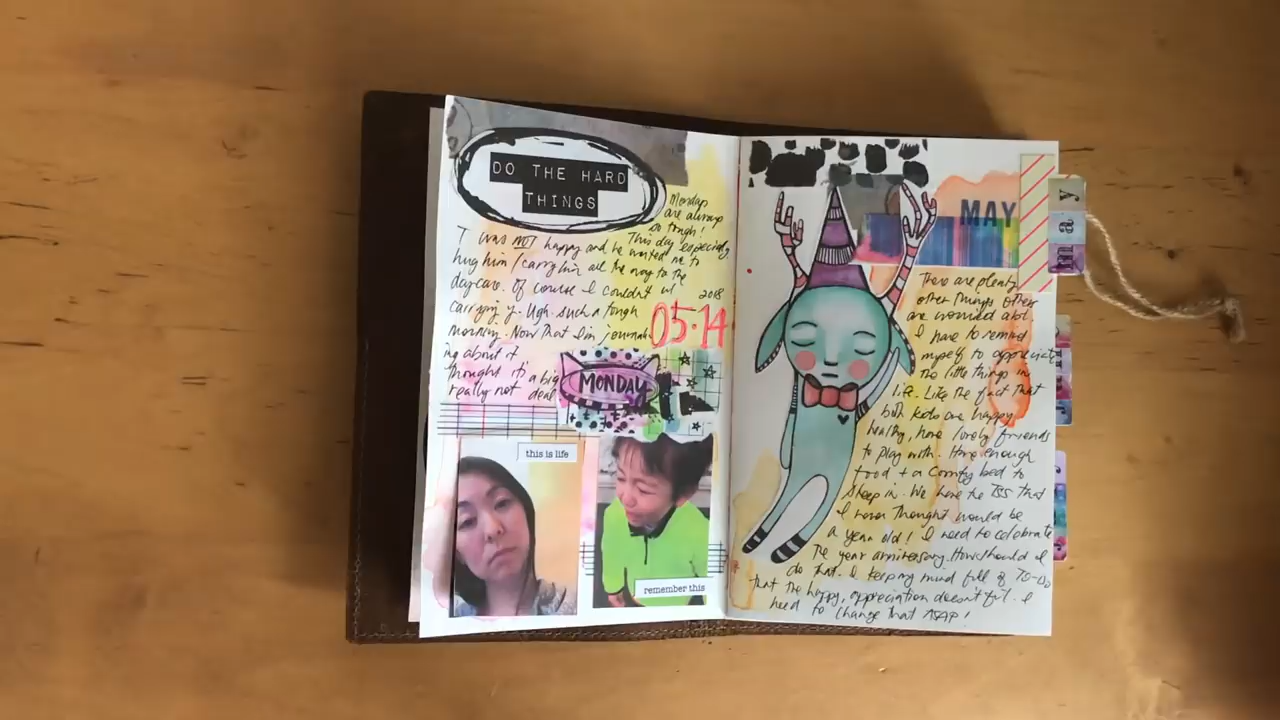 DO THE HARD
THINGS
Mondays
are always
so tough!
This day especially
I was NOT happy and he wanted me to
hug him / carry him all the way to the
daycare. Of course I couldn't
carrying j. Ugh. such a tough
morning. Now that I'm journal
ing about it
thought it's a big
really not deal
2018
05.14
MONDAY
this is life
remember this
MAY
may
There are plenty
other things other
are worried abt.
I have to remind
myself to appreciate
the little things in
life. Like the fact that
both kids are happy
healthy, have lovely friends
to play with. Have enough
food + a comfy bed to
sleep in. We have the TSS that
I never thought would be
a year old! I need to celebrate
the year anniversary. How should I
do that. I keep my mind full of TO-DO
that the happy, appreciation doesn't fit. I
need to change that ASAP!